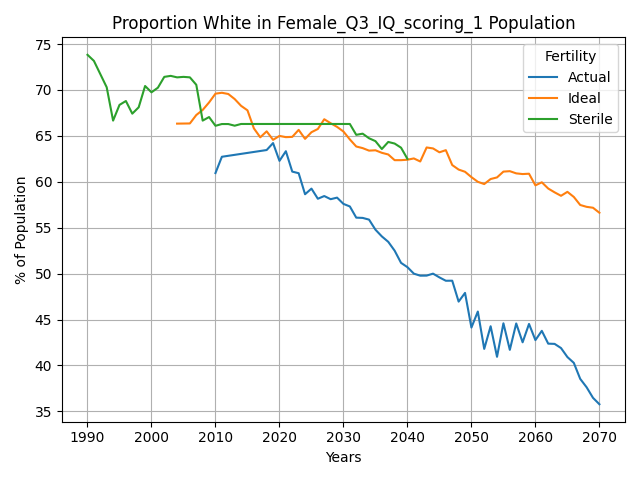 Proportion White in Female_Q3_IQ_scoring_1 Population
Fertility
Actual
Ideal
Sterile
% of Population
75
70
65
60
55
50
45
40
35
1990 2000 2010 2020 2030 2040 2050 2060 2070
Years